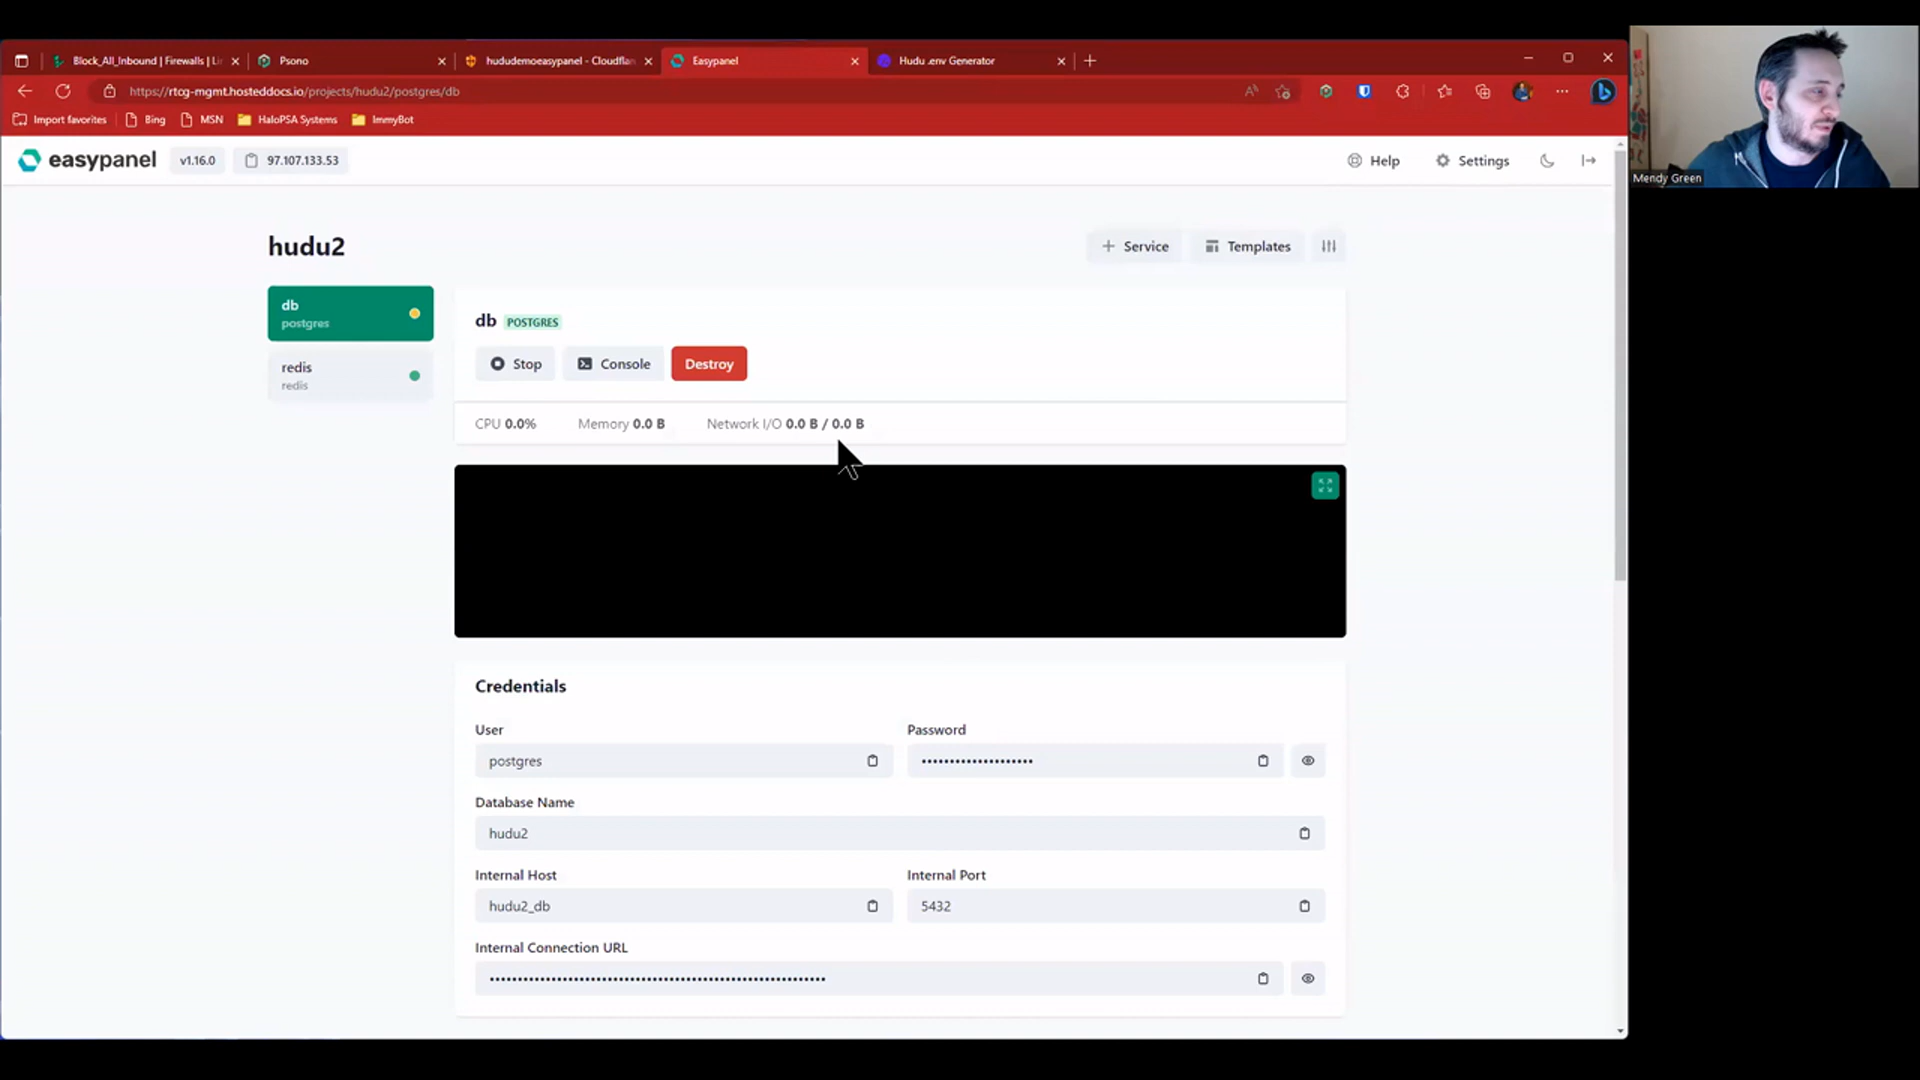 Block_All_Inbound | Firewalls | Li
Psono
hududemoeasypanel - Cloudflar
Easypanel
Hudu .env Generator
https://rtcg-mgmt.hosteddocs.io/projects/hudu2/postgres/db
Import favorites
Bing
MSN
HaloPSA Systems
ImmyBot
easypanel
v1.16.0
97.107.133.53
Help
Settings
Mendy Green
hudu2
Service
Templates
db
postgres
redis
redis
db POSTGRES
Stop
Console
Destroy
CPU 0.0%
Memory 0.0 B
Network I/O 0.0 B / 0.0 B
Credentials
User
Password
postgres
••••••••••••••••••••
Database Name
hudu2
Internal Host
Internal Port
hudu2_db
5432
Internal Connection URL
••••••••••••••••••••••••••••••••••••••••••••••••••••••••••••